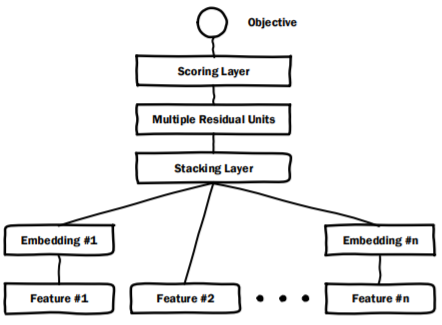 Objective
Scoring Layer
Multiple Residual Units
Stacking Layer
Embedding #1
Embedding #n
Feature #1
Feature #2
Feature #n